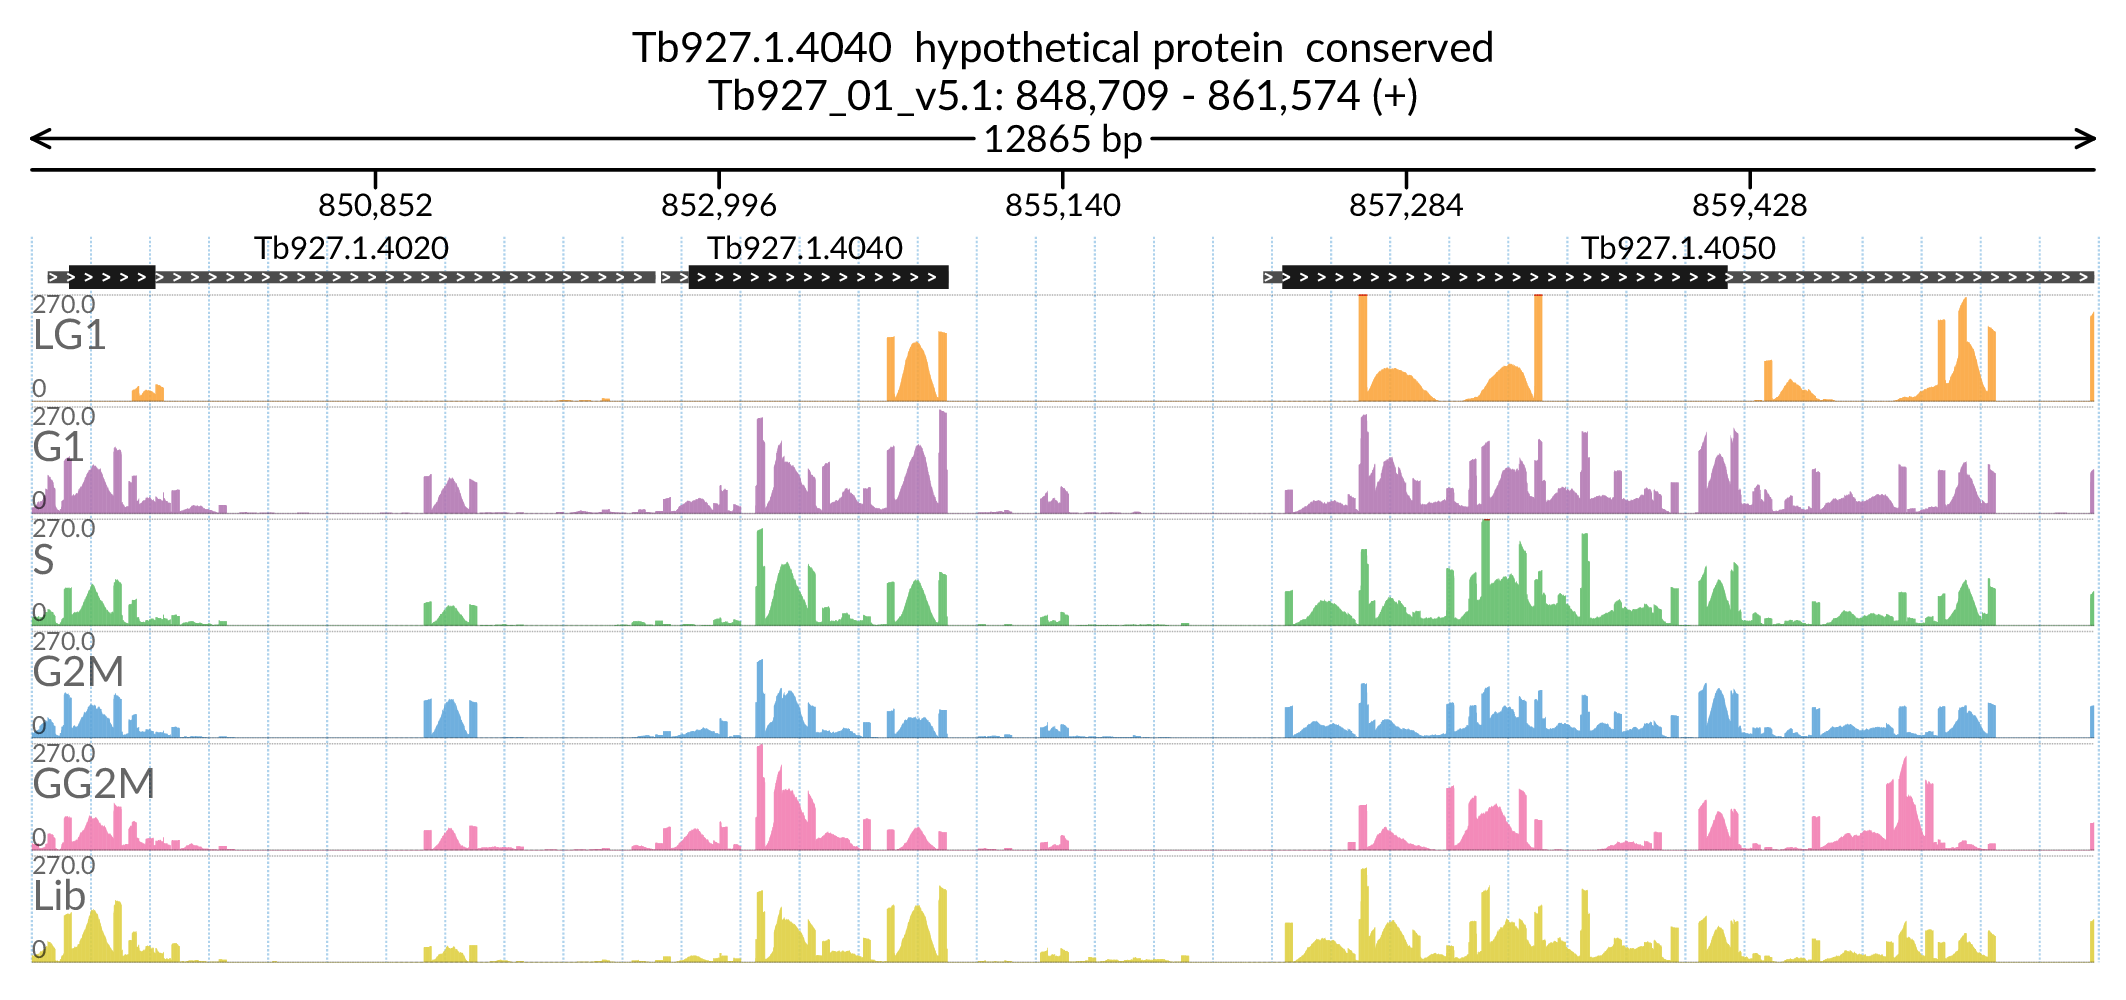 Tb927.1.4040  hypothetical protein  conserved
Tb927_01_v5.1: 848,709 - 861,574 (+)
12865 bp
850,852 852,996 855,140 857,284 859,428
Tb927.1.4020 Tb927.1.4040 Tb927.1.4050
270.0
LG1
0
270.0
G1
0
270.0
S
0
270.0
G2M
0
270.0
GG2M
0
270.0
Lib
0